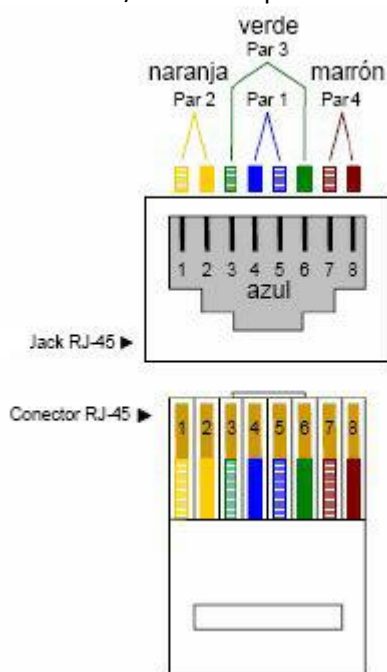 verde
Par 3
naranja
marrón
Par 2
Par 1
Par 4
1 2 3 4 5 6 7 8
azul
Jack RJ-45 ►
Conector RJ-45 ►
1 2 3 4 5 6 7 8